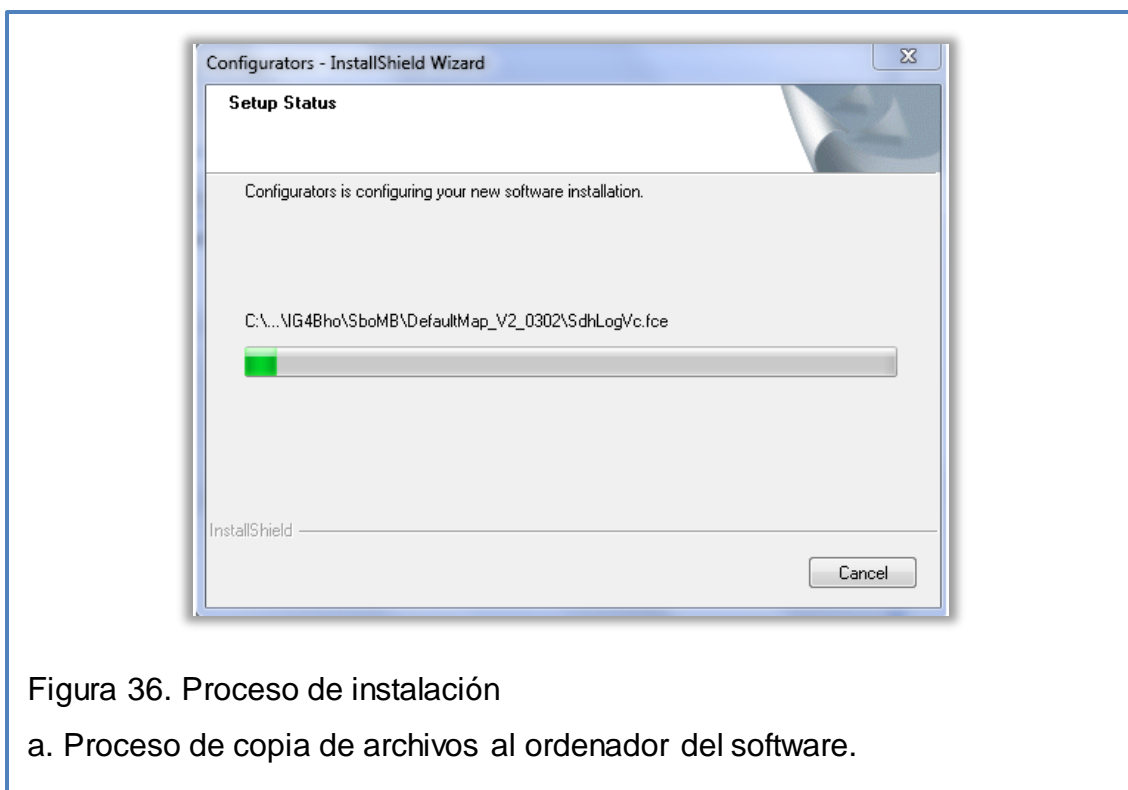 Configurators - InstallShield Wizard
Setup Status
Configurators is configuring your new software installation.
C:\...\IG4Bho\SboMB\DefaultMap_V2_0302\SdhLogVc.fce
InstallShield
Cancel
Figura 36. Proceso de instalación
a. Proceso de copia de archivos al ordenador del software.